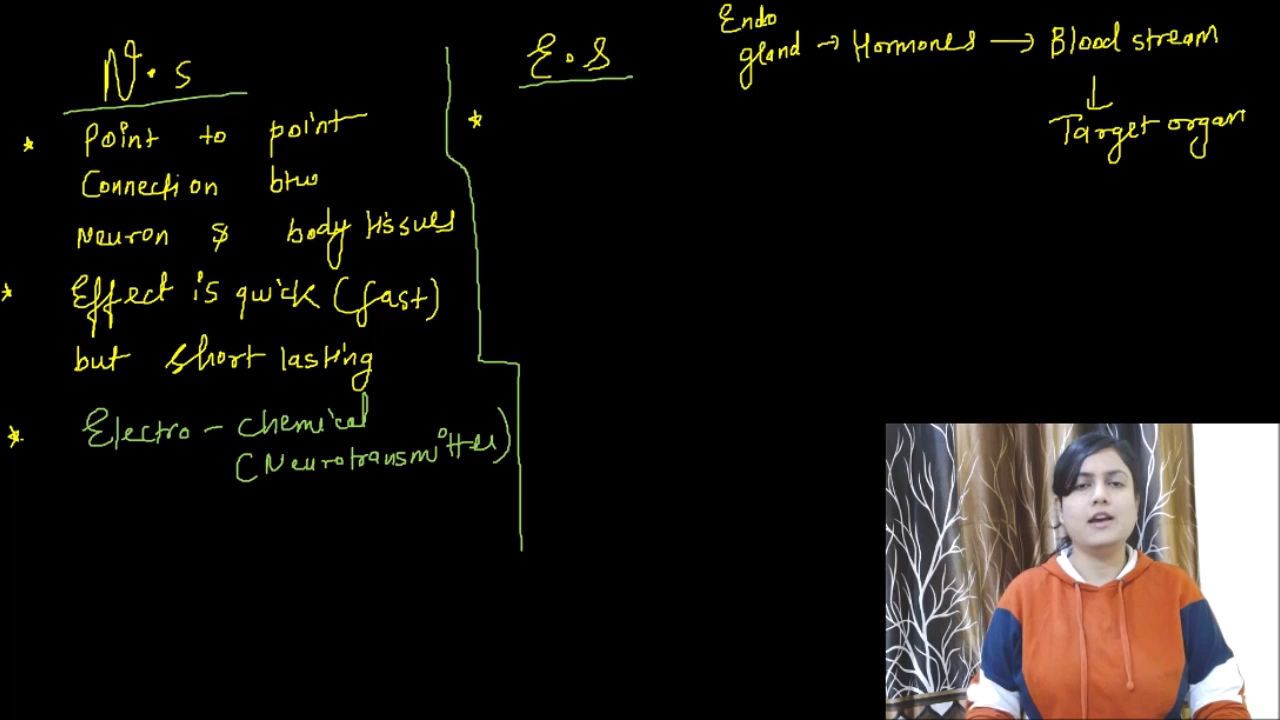 N.S
* Point to point
Connection btw
Neuron & body tissues
* Effect is quick (fast)
but short lasting
* Electro - chemical
(Neurotransmitter)
E.S
*
Endo
gland → Hormones → Blood stream
↓
Target organ